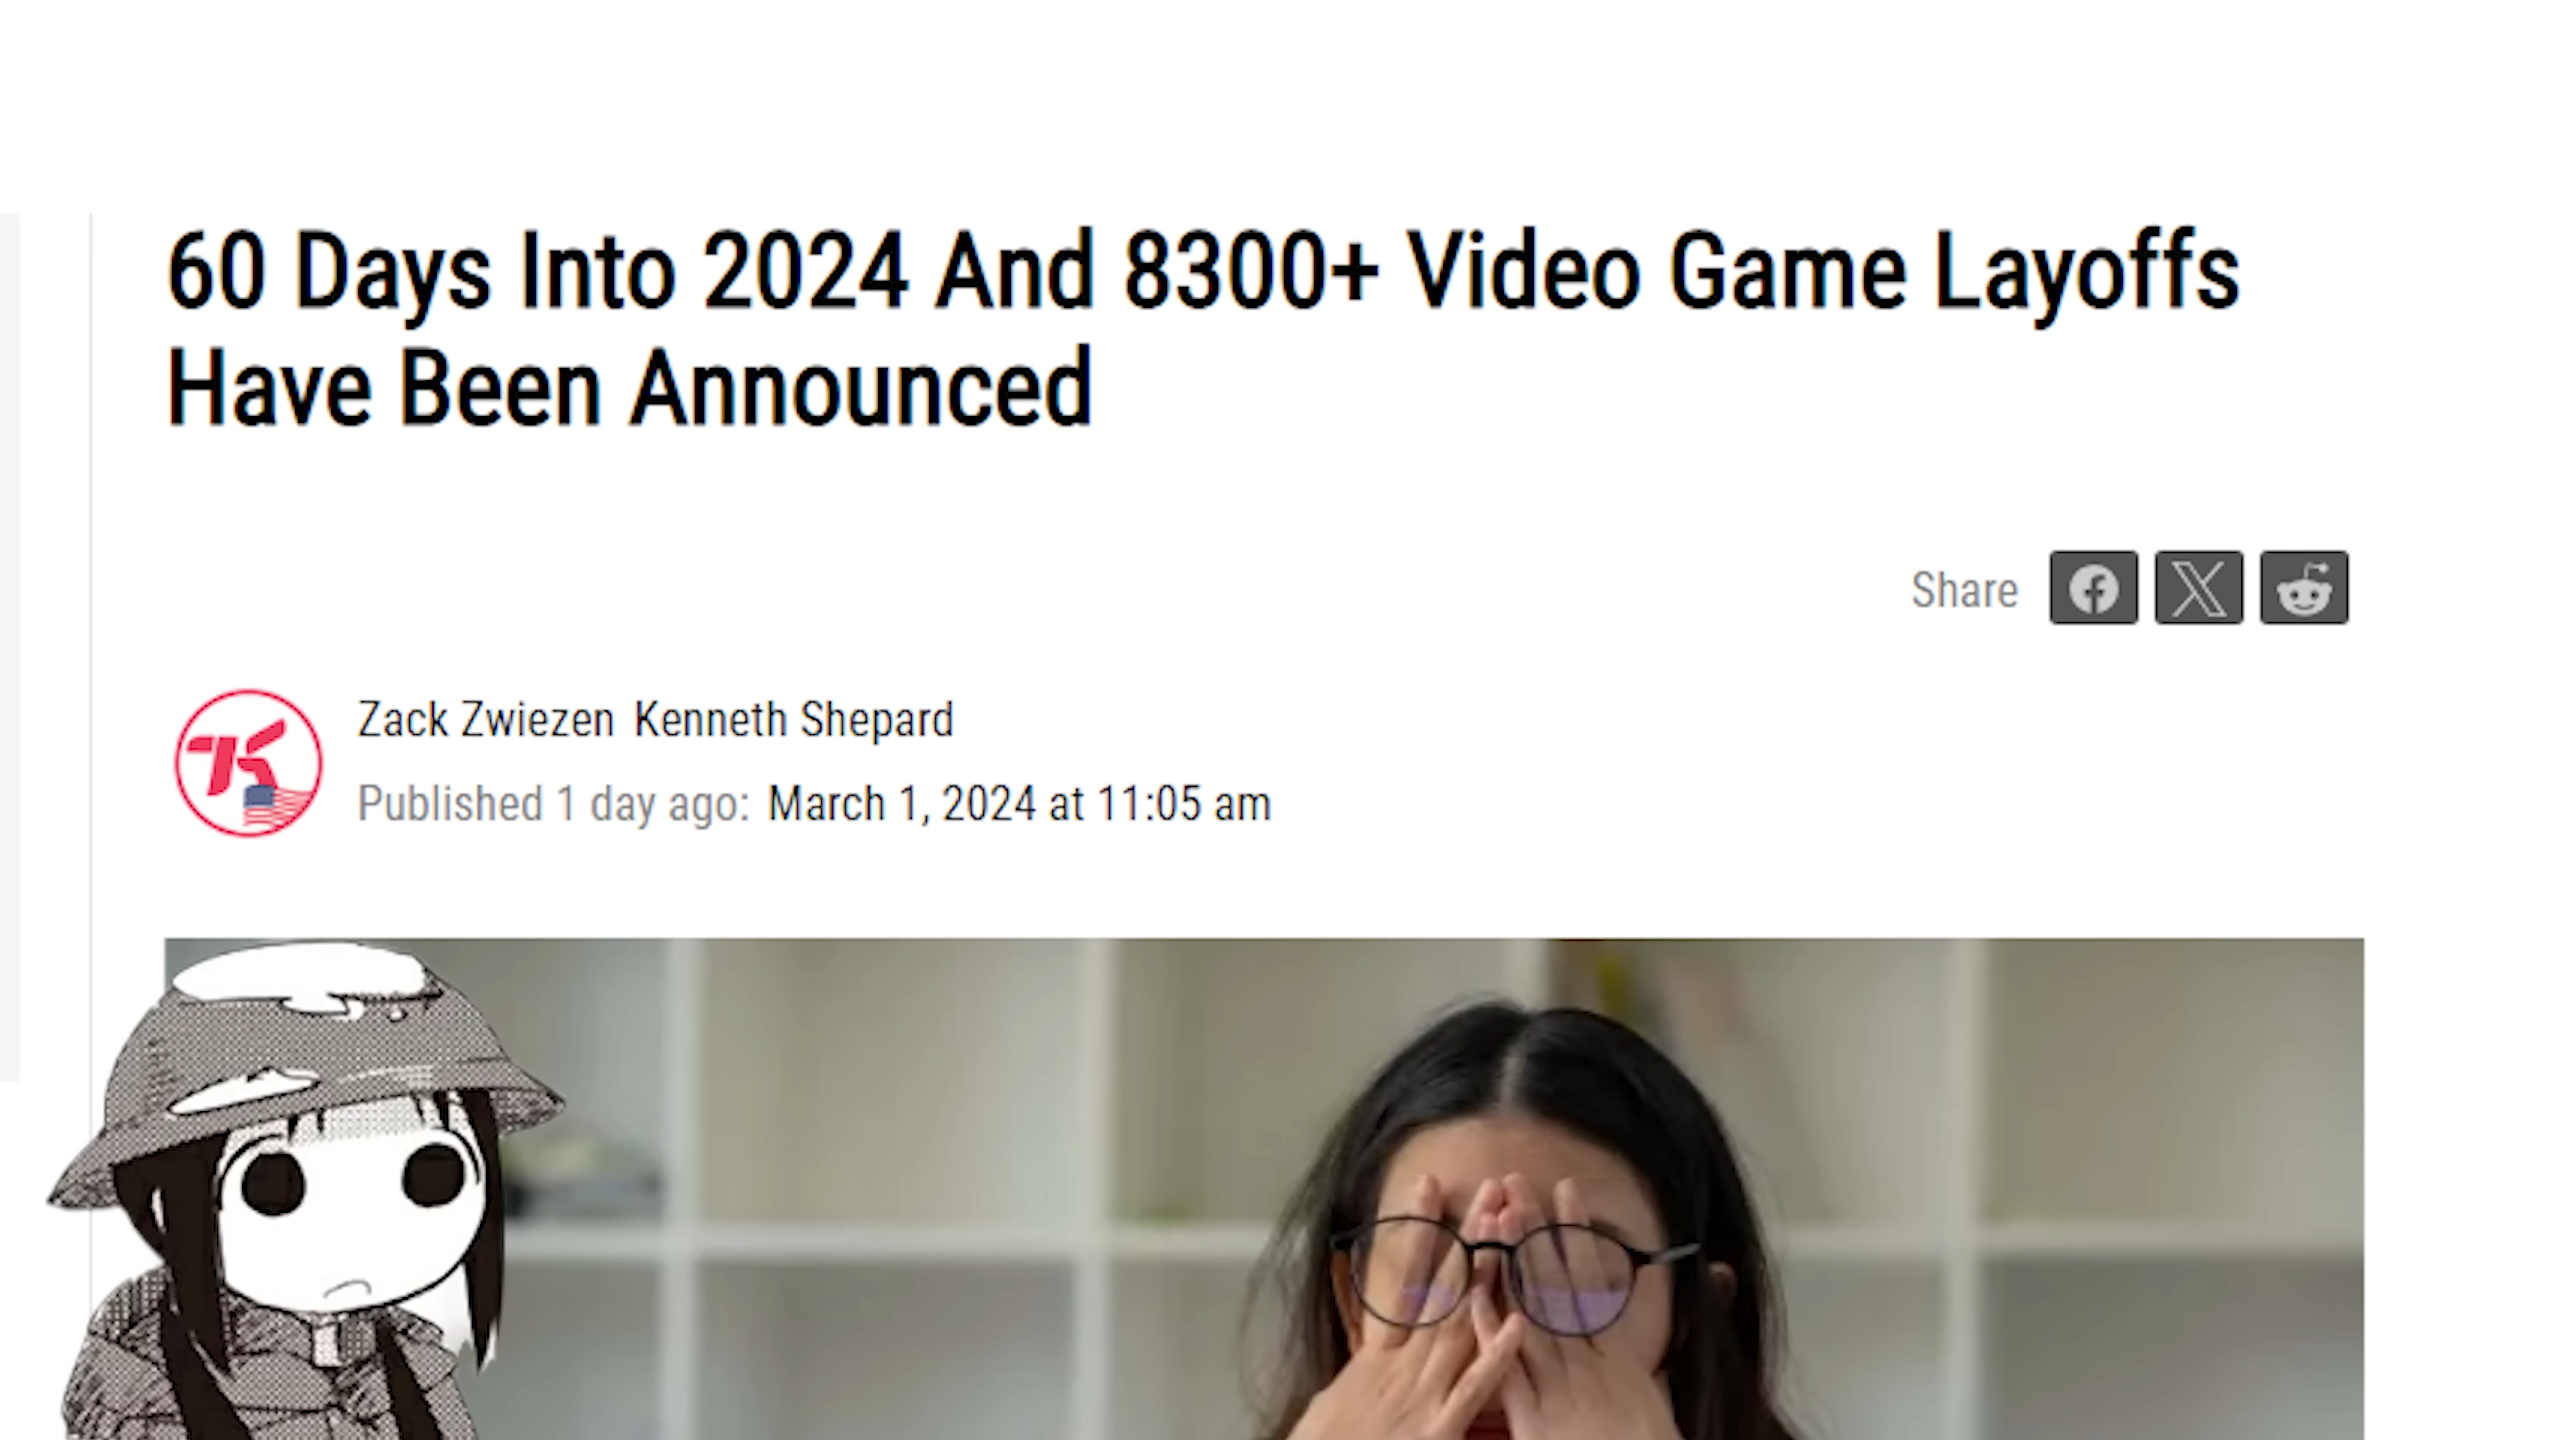 60 Days Into 2024 And 8300+ Video Game Layoffs
Have Been Announced
Share
Zack Zwiezen Kenneth Shepard
Published 1 day ago: March 1, 2024 at 11:05 am